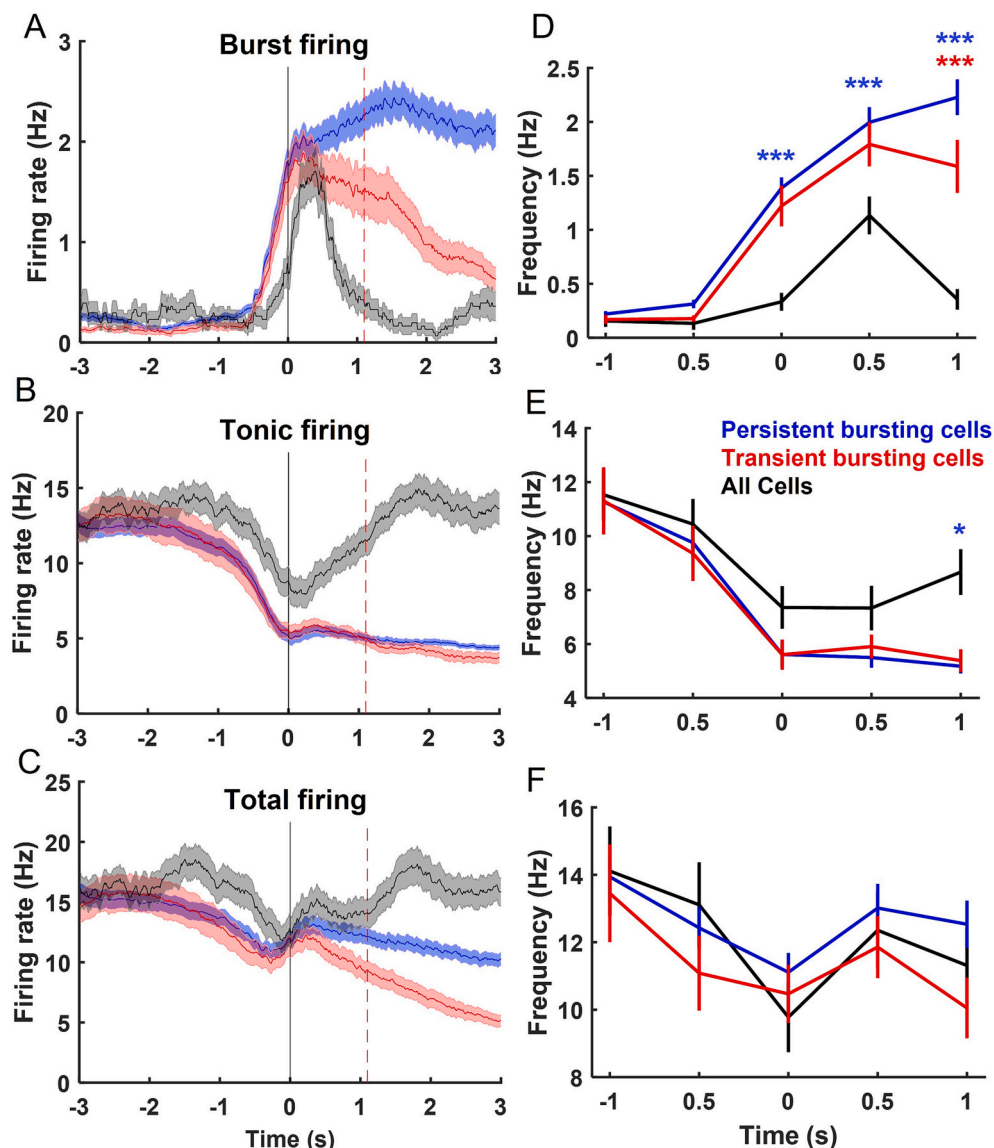 A
Burst firing
Firing rate (Hz)
3
2
1
0
-3 -2 -1 0 1 2 3
B
Tonic firing
Firing rate (Hz)
20
15
10
5
0
-3 -2 -1 0 1 2 3
C
Total firing
Firing rate (Hz)
25
20
15
10
5
0
-3 -2 -1 0 1 2 3
Time (s)
D
***
***
***
***
Frequency (Hz)
2.5
2
1.5
1
0.5
0
-1 0.5 0 0.5 1
E
Persistent bursting cells
Transient bursting cells
All Cells
*
Frequency (Hz)
14
12
10
8
6
4
-1 0.5 0 0.5 1
F
Frequency (Hz)
16
14
12
10
8
-1 0.5 0 0.5 1
Time (s)